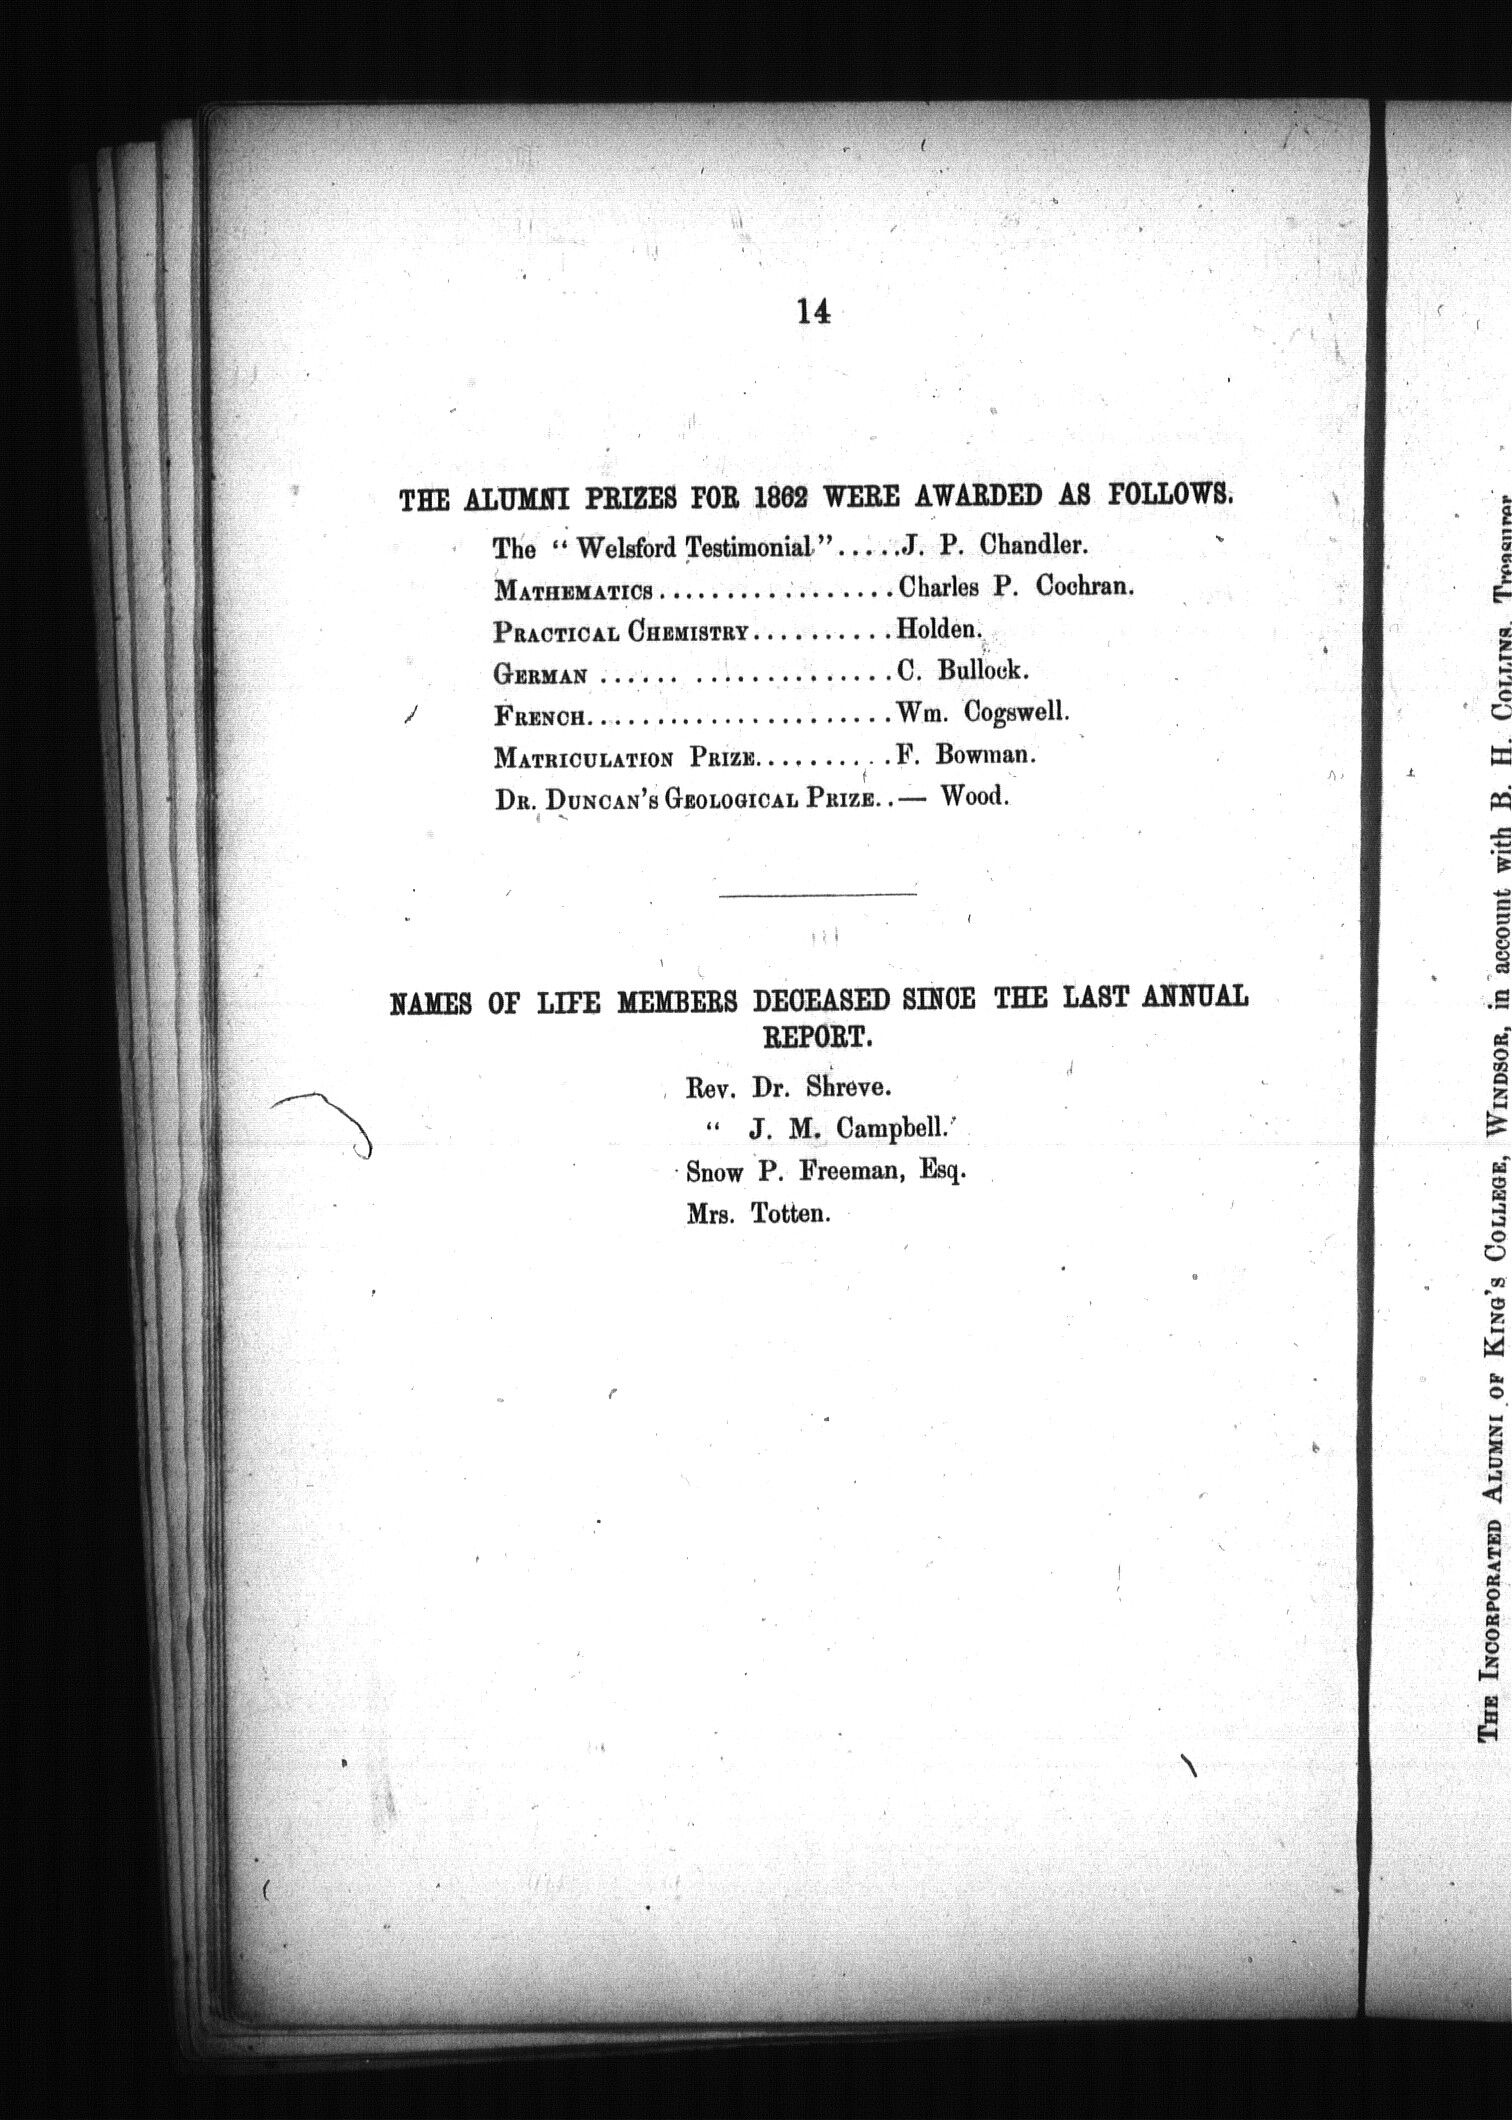 14
THE ALUMNI PRIZES FOR 1862 WERE AWARDED AS FOLLOWS.
The “ Welsford Testimonial”.....J. P. Chandler.
MATHEMATICS.................Charles P. Cochran.
PRACTICAL CHEMISTRY..........Holden.
GERMAN ...... ...............C. Bullock.
FRENCH......................Wm. Cogswell.
MATRICULATION PRIZE..........F. Bowman.
DR. DUNCAN'S GEOLOGICAL PRIZE..— Wood.
NAMES OF LIFE MEMBERS DECEASED SINCE THE LAST ANNUAL
REPORT.
Rev. Dr. Shreve.
“ J. M. Campbell.
Snow P. Freeman, Esq.
Mrs. Totten.
THE INCORPORATED ALUMNI OF KING'S COLLEGE, WINDSOR, in account with B. H. COLLINS, Treasurer